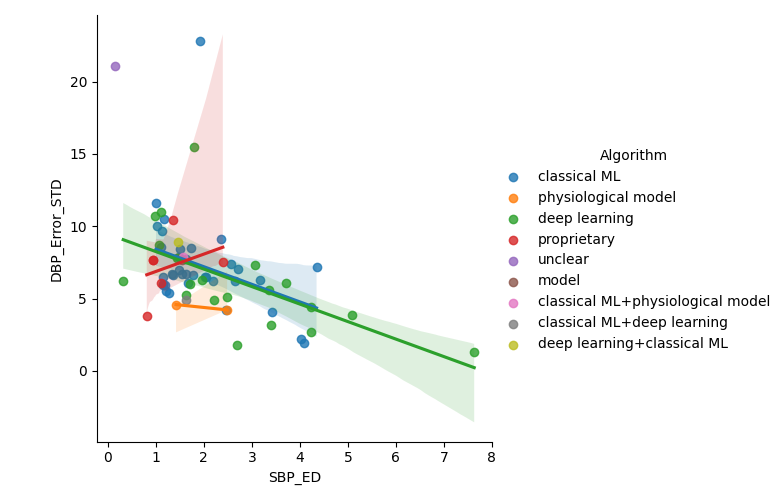 20
15
10
5
0
DBP_Error_STD
0 1 2 3 4 5 6 7 8
SBP_ED
Algorithm
classical ML
physiological model
deep learning
proprietary
unclear
model
classical ML+physiological model
classical ML+deep learning
deep learning+classical ML